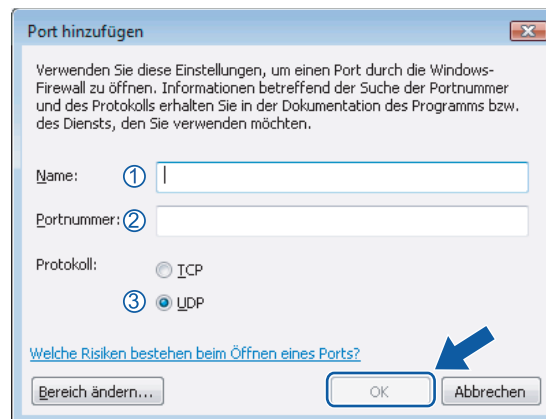 Port hinzufügen
Verwenden Sie diese Einstellungen, um einen Port durch die Windows-
Firewall zu öffnen. Informationen betreffend der Suche der Portnummer
und des Protokolls erhalten Sie in der Dokumentation des Programms bzw.
des Diensts, den Sie verwenden möchten.
Name: ①
Portnummer: ②
Protokoll: TCP
③ UDP
Welche Risiken bestehen beim Öffnen eines Ports?
Bereich ändern... OK Abbrechen